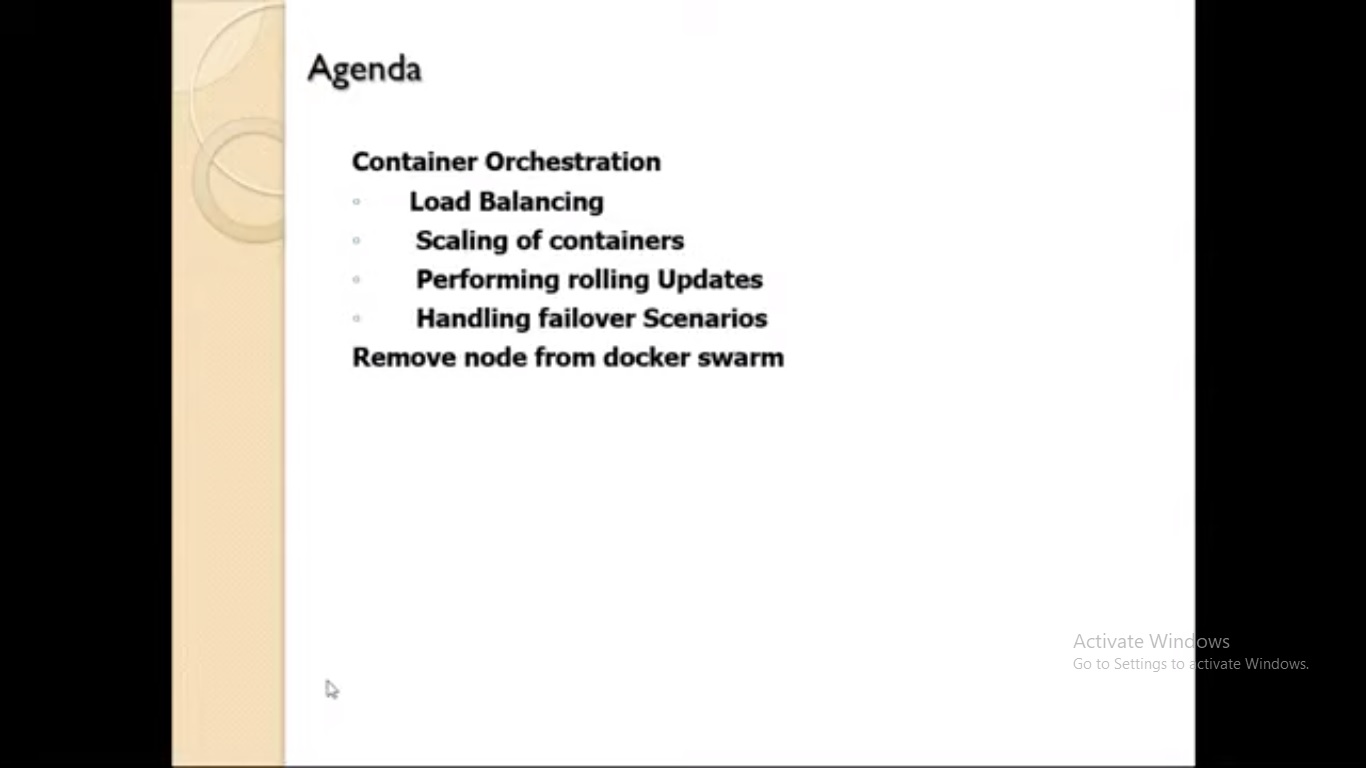 Agenda
Container Orchestration
Load Balancing
Scaling of containers
Performing rolling Updates
Handling failover Scenarios
Remove node from docker swarm
Activate Windows
Go to Settings to activate Windows.